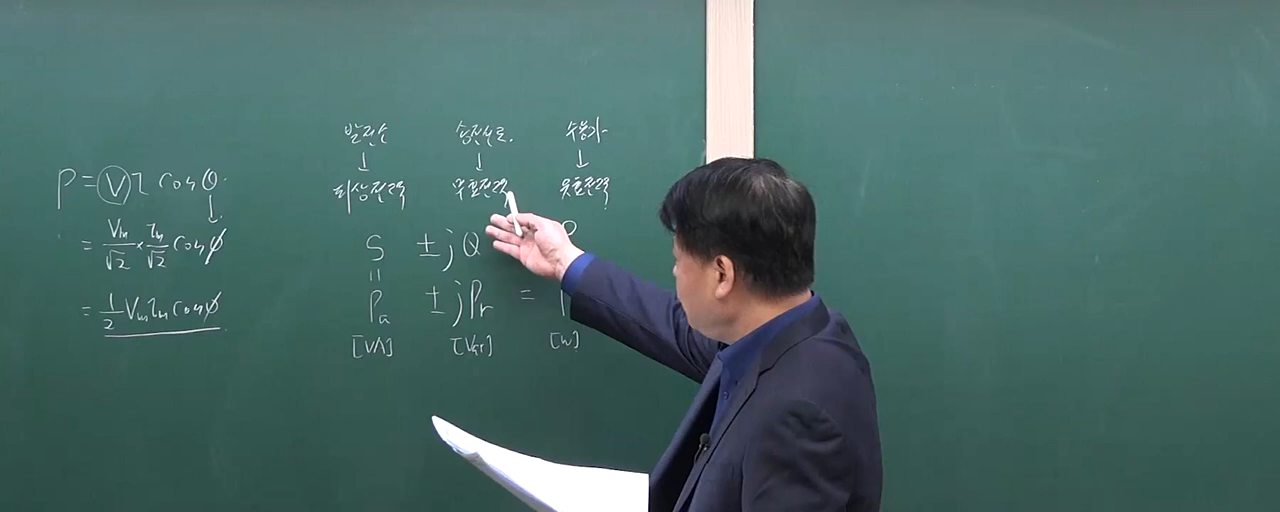 P = V I cos θ
= Vm/√2 × Im/√2 cos φ
= 1/2 Vm Im cos φ
발전소 송전선로 수용가
↓ ↓ ↓
피상전력 무효전력 유효전력
S ± j Q P
=
Pa ± j Pr = P
[VA] [Var] [W]